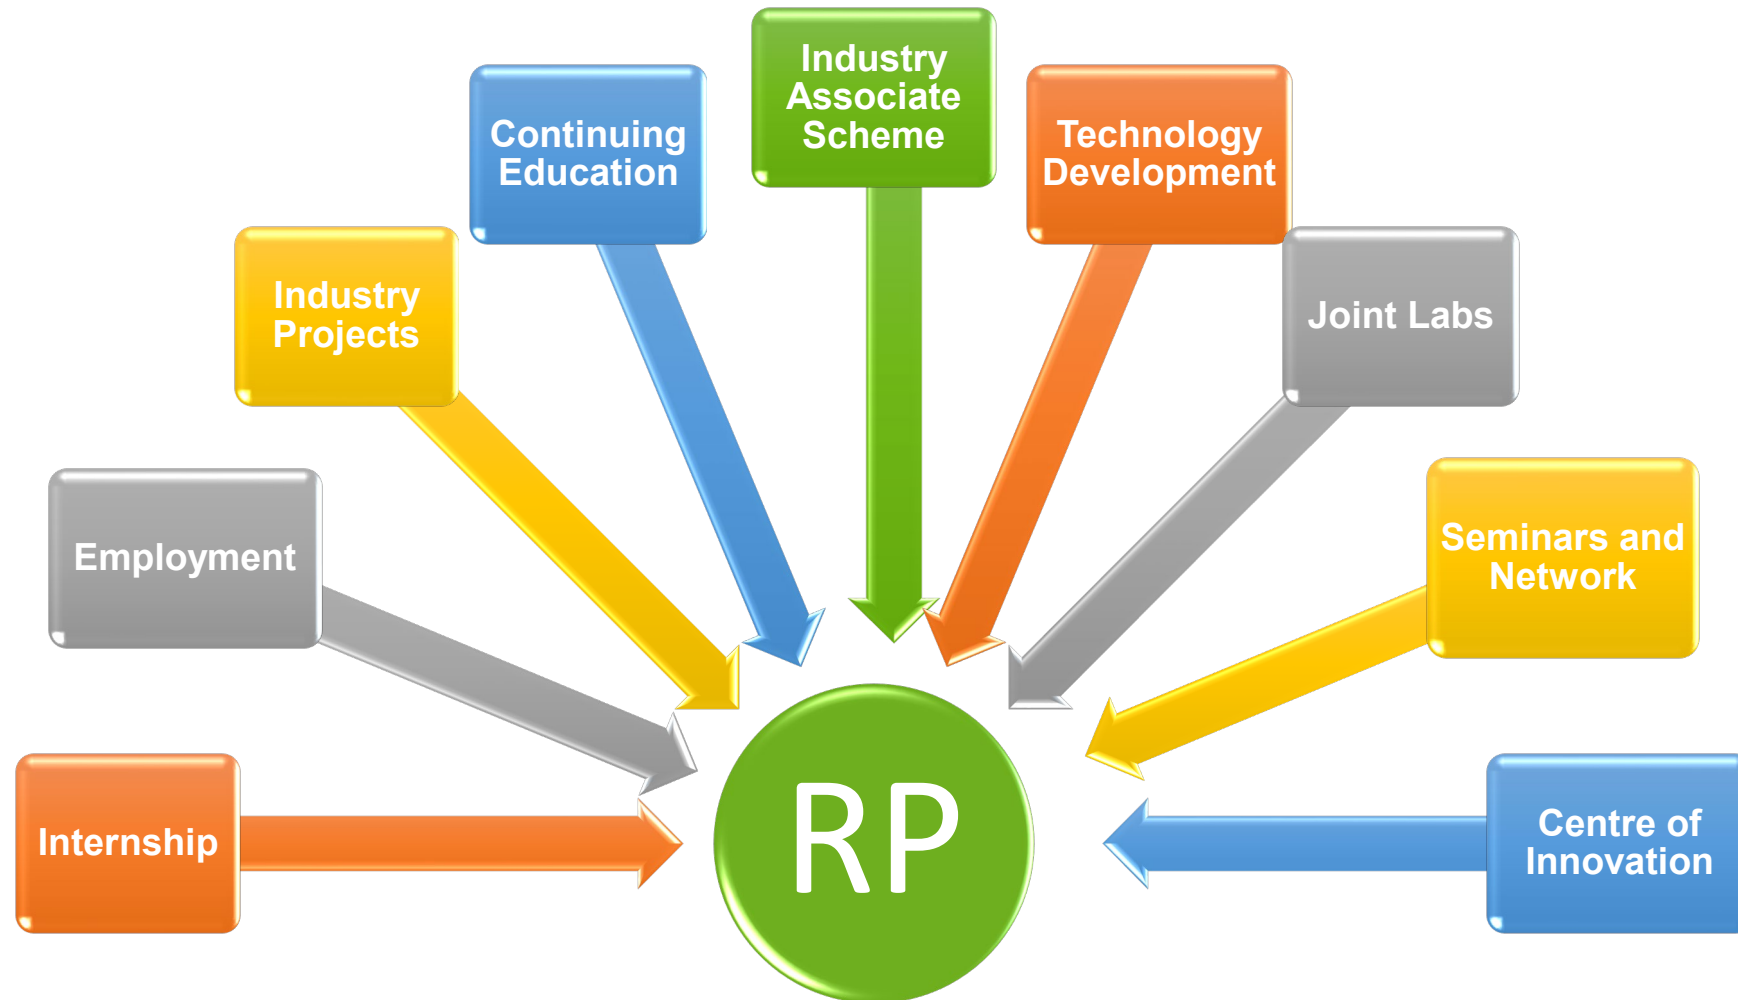 Industry
Associate
Scheme
Continuing
Education
Technology
Development
Industry
Projects
Joint Labs
Employment
Seminars and
Network
Internship
RP
Centre of
Innovation